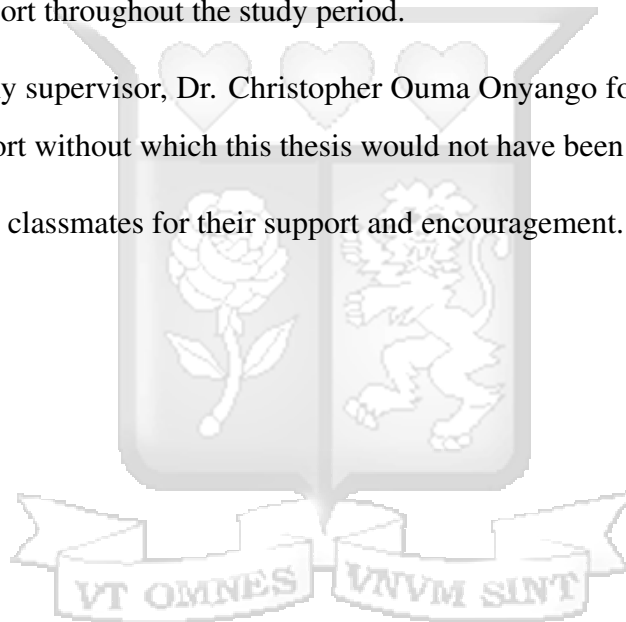 ort throughout the study period.
y supervisor, Dr. Christopher Ouma Onyango fo
ort without which this thesis would not have been
classmates for their support and encouragement.
VT OMNES VNVM SINT